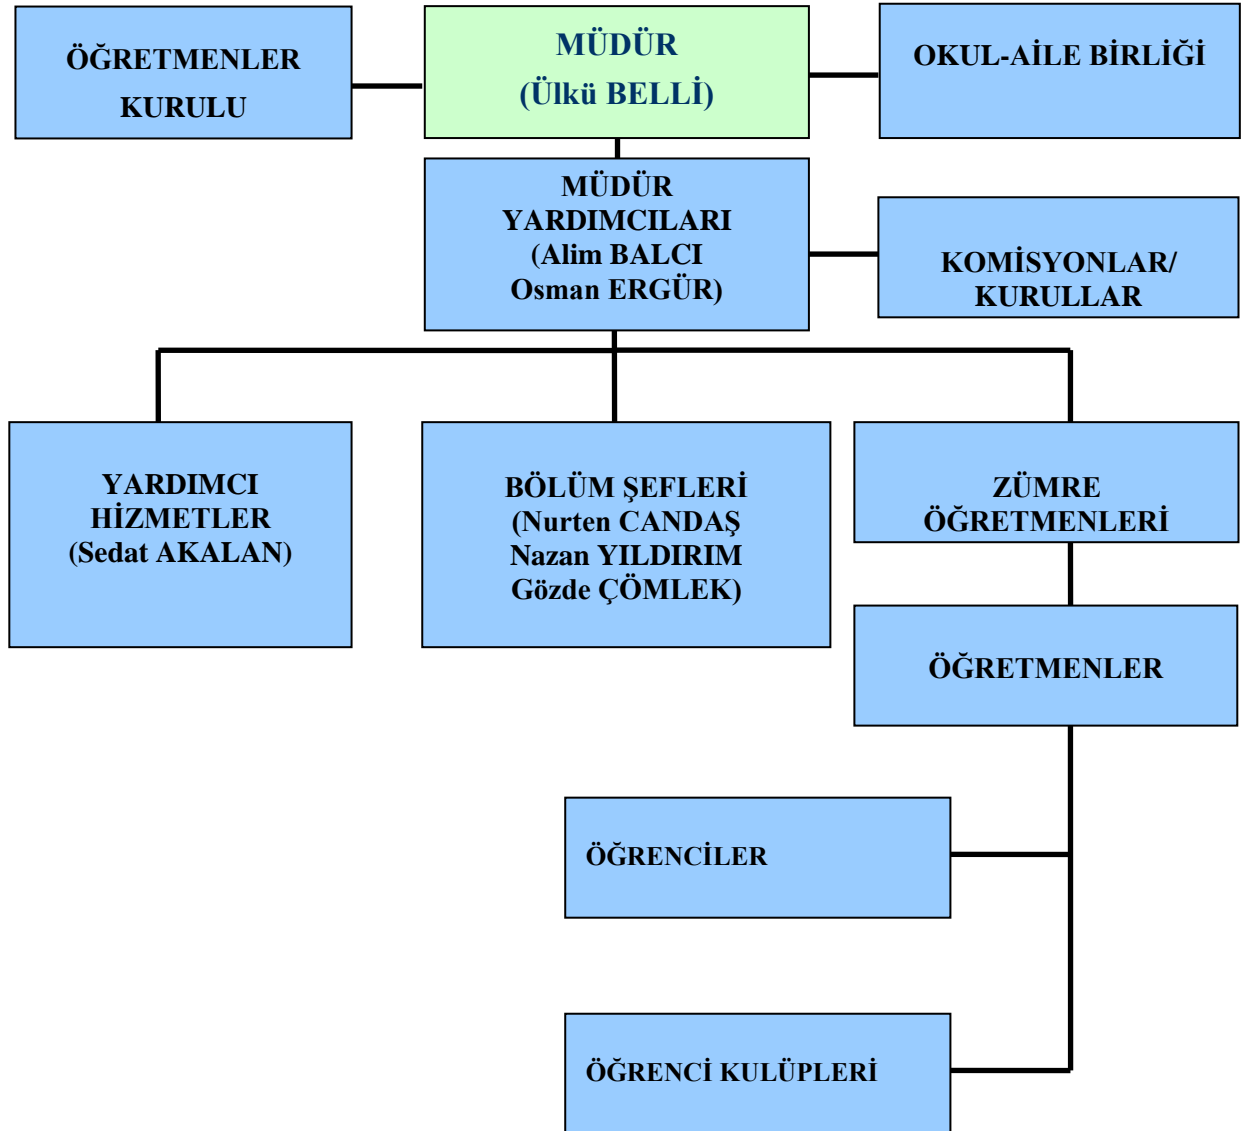 ÖĞRETMENLER
KURULU
MÜDÜR
(Ülkü BELLİ)
OKUL-AİLE BİRLİĞİ
MÜDÜR
YARDIMCILARI
(Alim BALCI
Osman ERGÜR)
KOMİSYONLAR/
KURULLAR
YARDIMCI
HİZMETLER
(Sedat AKALAN)
BÖLÜM ŞEFLERİ
(Nurten CANDAŞ
Nazan YILDIRIM
Gözde ÇÖMLEK)
ZÜMRE
ÖĞRETMENLERİ
ÖĞRETMENLER
ÖĞRENCİLER
ÖĞRENCİ KULÜPLERİ